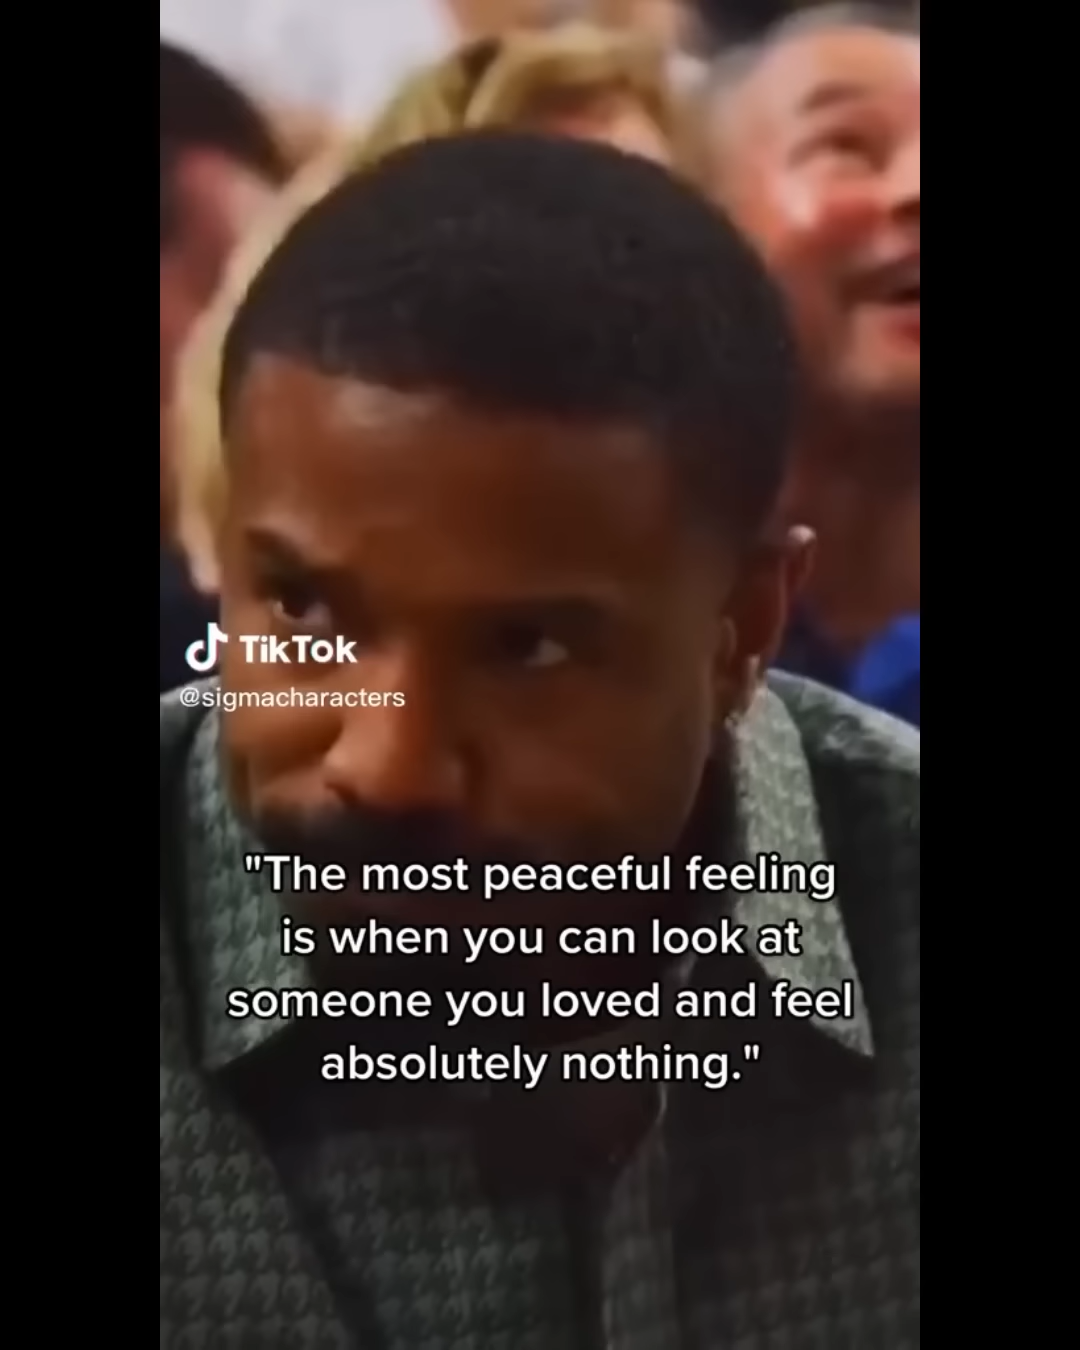 TikTok
@sigmacharacters
"The most peaceful feeling
is when you can look at
someone you loved and feel
absolutely nothing."